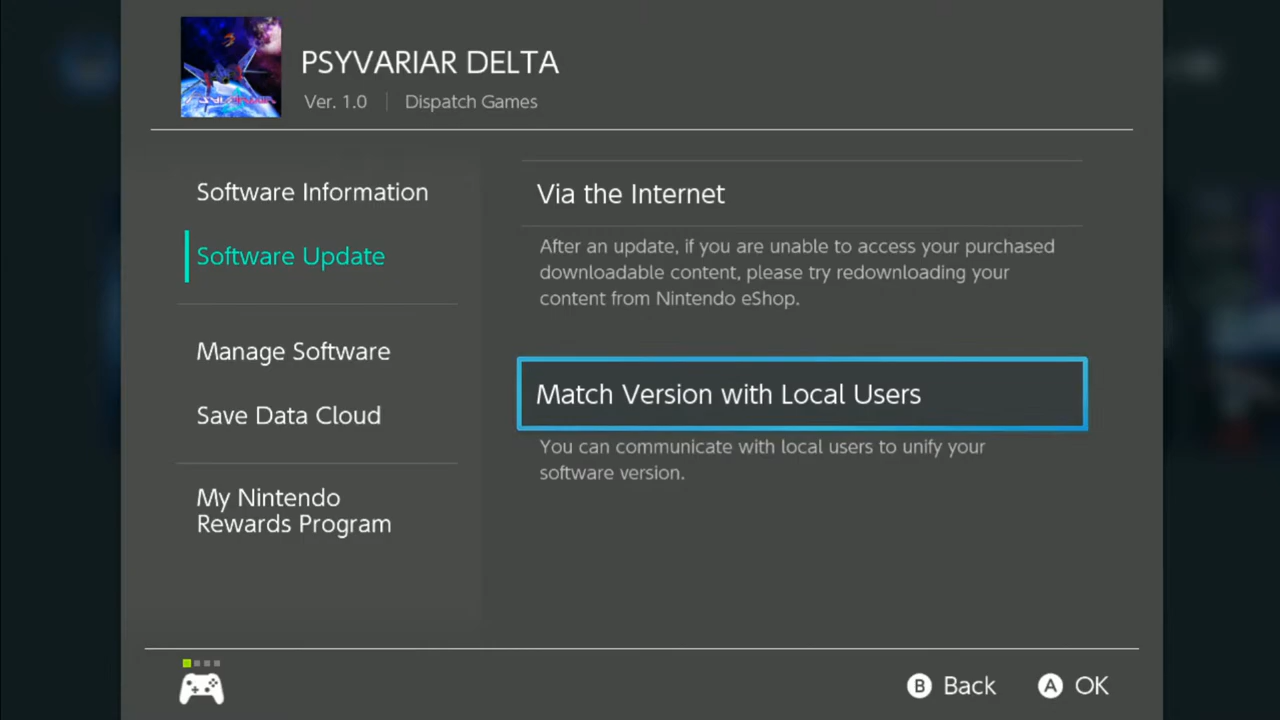 PSYVARIAR DELTA
Ver. 1.0
Dispatch Games
Software Information
Software Update
Manage Software
Save Data Cloud
My Nintendo
Rewards Program
Via the Internet
After an update, if you are unable to access your purchased
downloadable content, please try redownloading your
content from Nintendo eShop.
Match Version with Local Users
You can communicate with local users to unify your
software version.
B Back
A OK